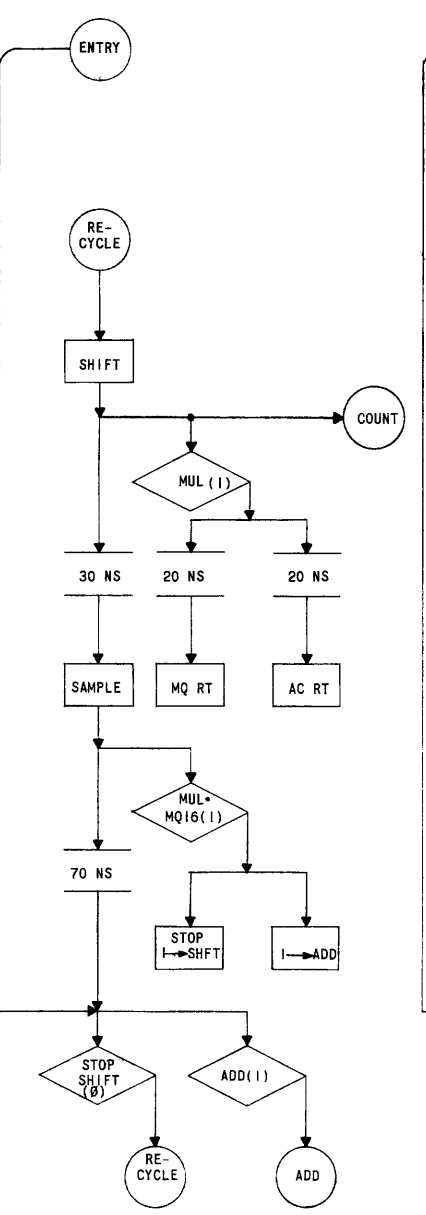 ENTRY
RE-
CYCLE
SHIFT
COUNT
MUL (1)
30 NS
20 NS
20 NS
SAMPLE
MQ RT
AC RT
MUL•
MQ16(1)
70 NS
STOP
1→SHFT
1→ADD
STOP
SHIFT
(Ø)
ADD(1)
RE-
CYCLE
ADD